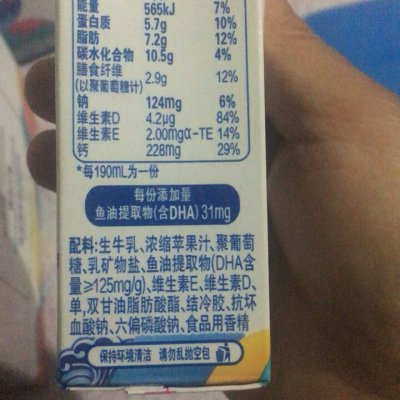 能量 565kJ 7%
蛋白质 5.7g 10%
脂肪 7.2g 12%
碳水化合物 10.5g 4%
膳食纤维
(以聚葡萄糖计) 2.9g 12%
钠 124mg 6%
维生素D 4.2μg 84%
维生素E 2.00mgα-TE 14%
钙 228mg 29%
*每190mL为一份
每份添加量
鱼油提取物(含DHA)31mg
配料:生牛乳、浓缩苹果汁、聚葡萄
糖、乳矿物盐、鱼油提取物(DHA含
量≥125mg/g)、维生素E、维生素D、
单,双甘油脂肪酸酯、结冷胶、抗坏
血酸钠、六偏磷酸钠、食品用香精
保持环境清洁 请勿乱抛空包